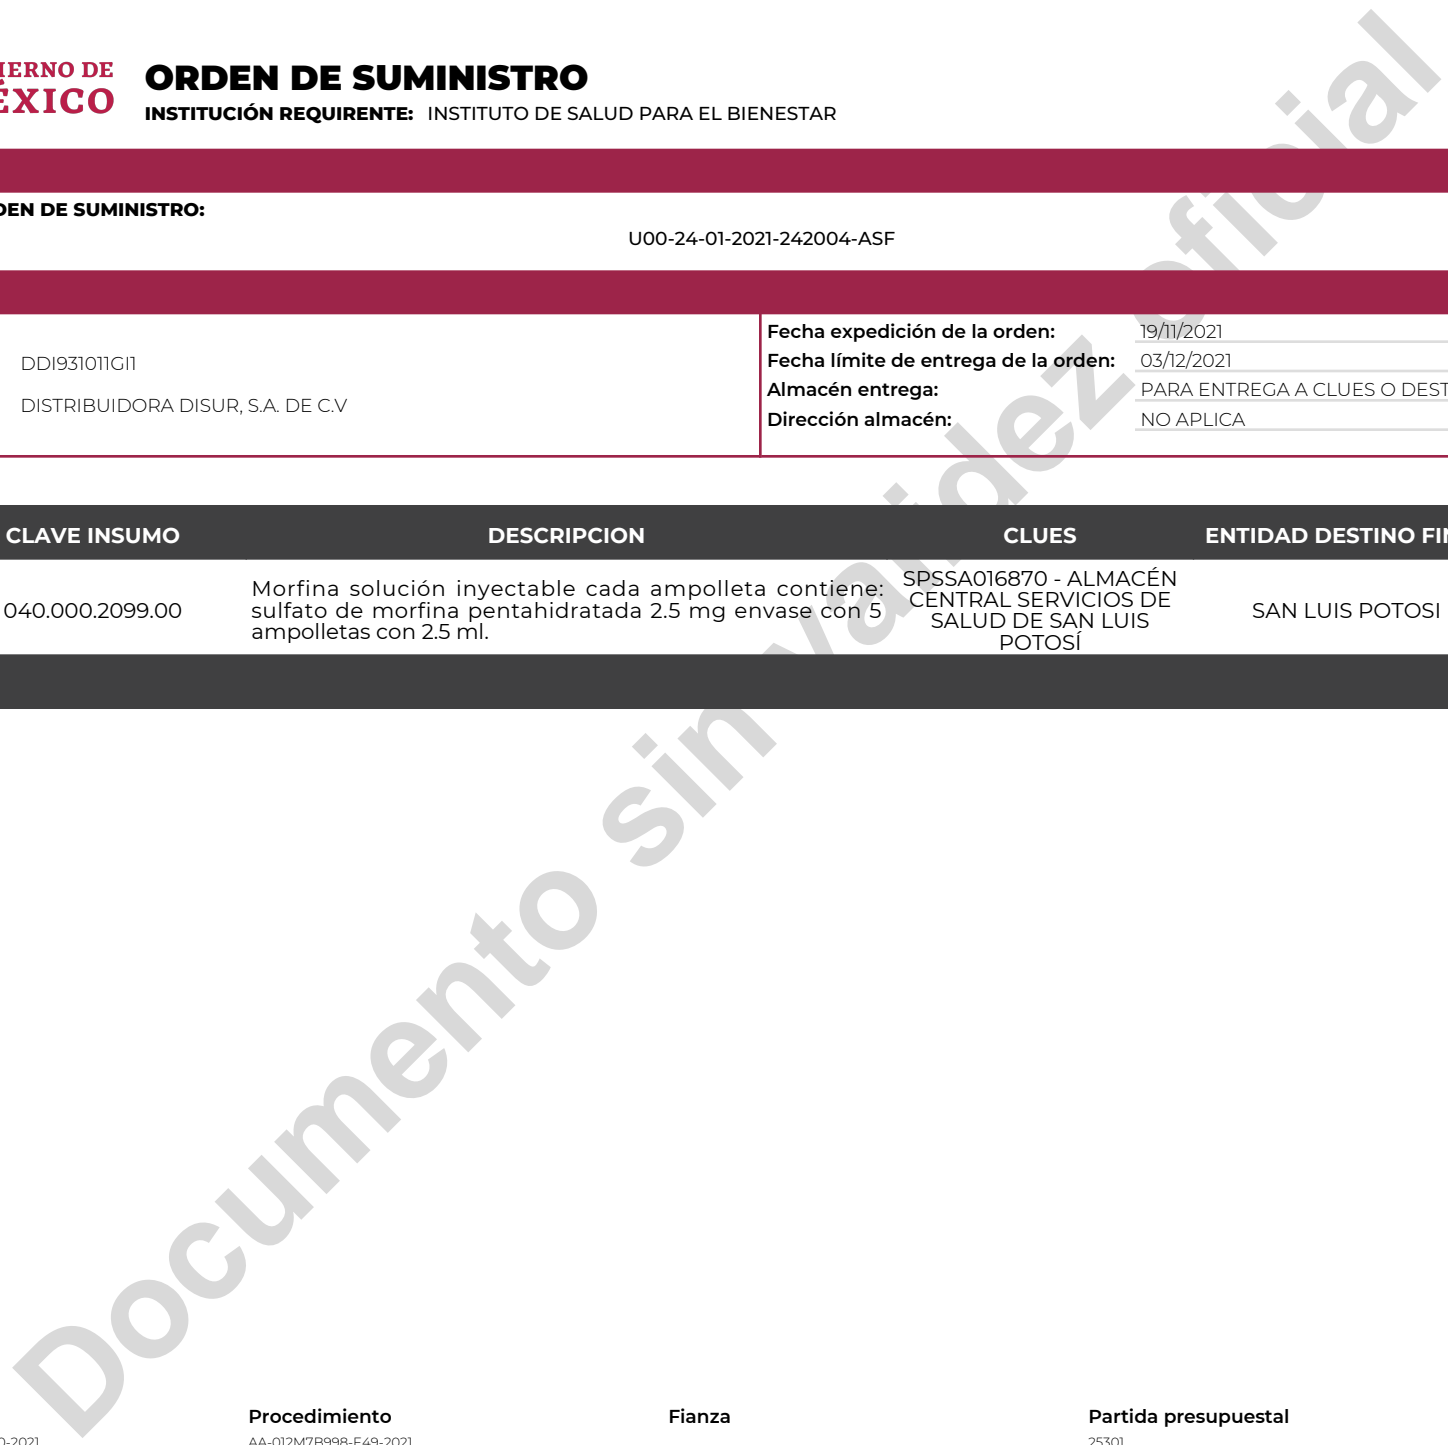 IERNO DE
ÉXICO
ORDEN DE SUMINISTRO
INSTITUCIÓN REQUIRENTE: INSTITUTO DE SALUD PARA EL BIENESTAR
DEN DE SUMINISTRO:
U00-24-01-2021-242004-ASF
DDI931011GI1
DISTRIBUIDORA DISUR, S.A. DE C.V
Fecha expedición de la orden: 19/11/2021
Fecha límite de entrega de la orden: 03/12/2021
Almacén entrega: PARA ENTREGA A CLUES O DEST
Dirección almacén: NO APLICA
CLAVE INSUMO DESCRIPCION CLUES ENTIDAD DESTINO FIN
040.000.2099.00
Morfina solución inyectable cada ampolleta contiene:
sulfato de morfina pentahidratada 2.5 mg envase con 5
ampolletas con 2.5 ml.
SPSSA016870 - ALMACÉN
CENTRAL SERVICIOS DE
SALUD DE SAN LUIS
POTOSÍ
SAN LUIS POTOSI
Documento sin validez oficial
Procedimiento Fianza Partida presupuestal
0-2021 AA-012M7B998-E49-2021 25301